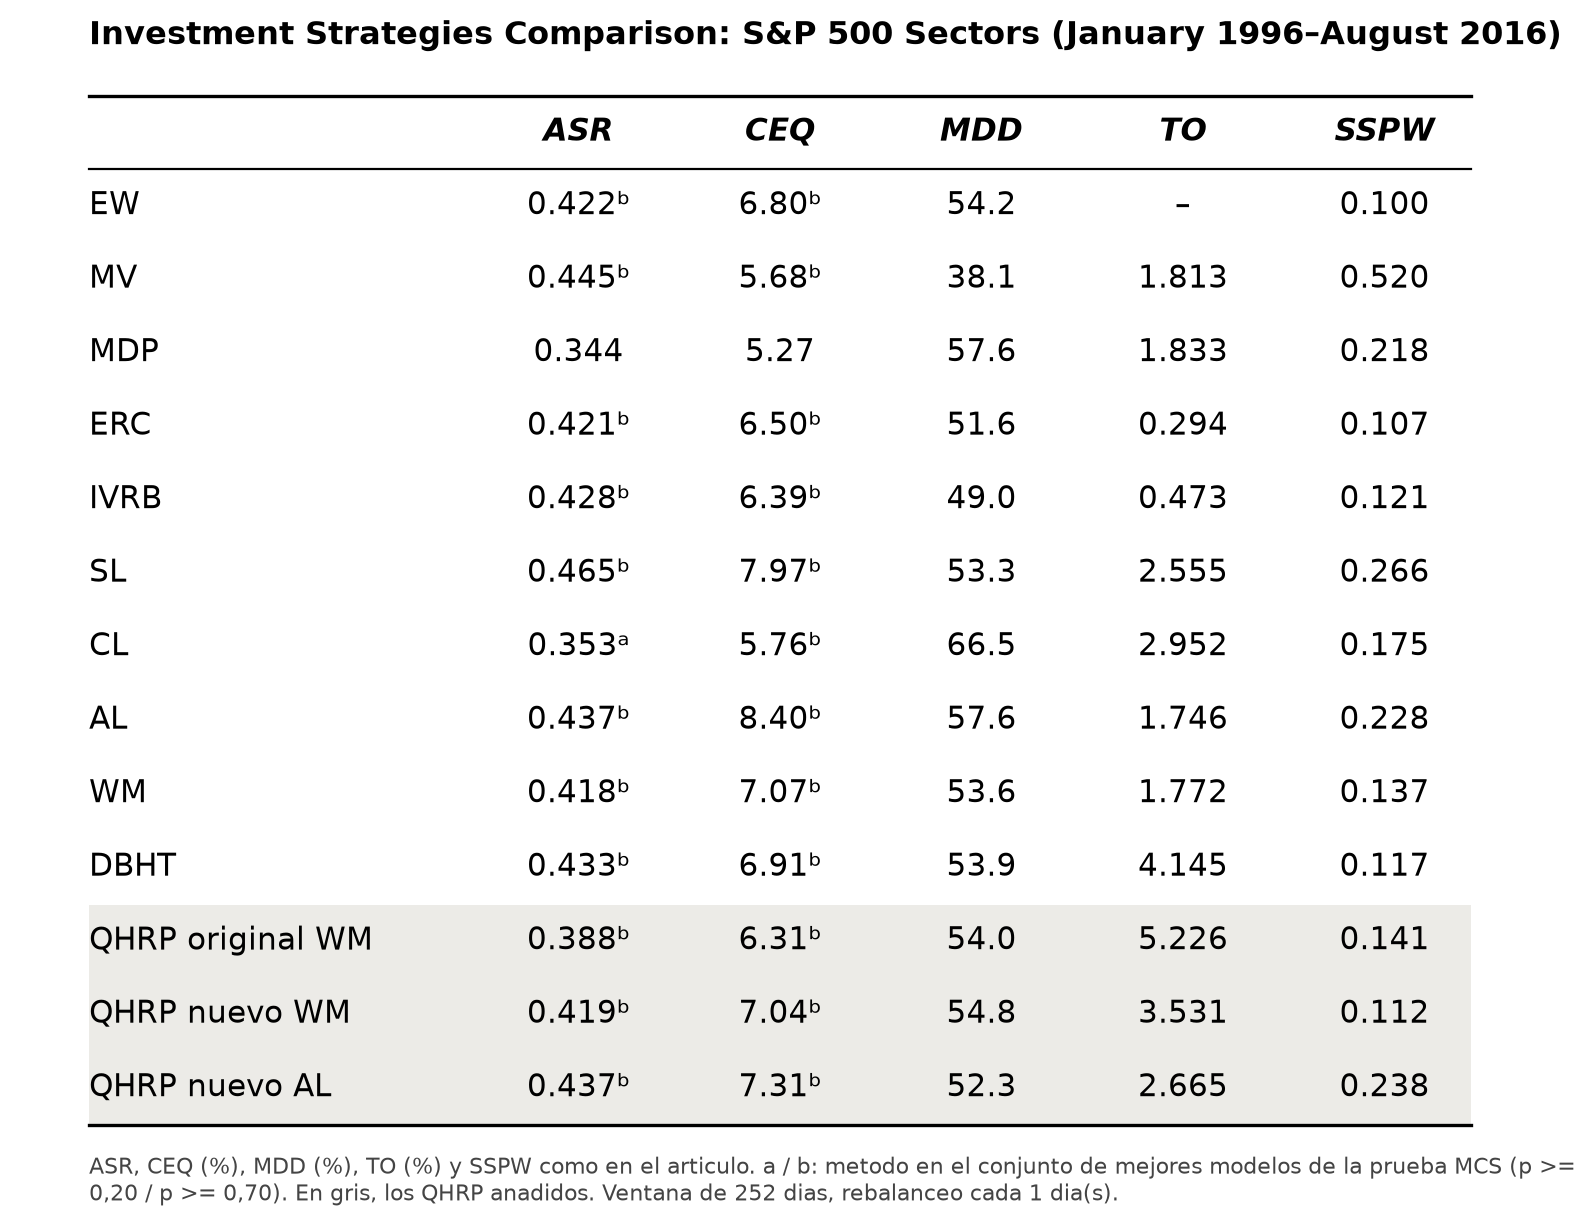 Investment Strategies Comparison: S&P 500 Sectors (January 1996–August 2016)
ASR CEQ MDD TO SSPW
EW 0.422ᵇ 6.80ᵇ 54.2 – 0.100
MV 0.445ᵇ 5.68ᵇ 38.1 1.813 0.520
MDP 0.344 5.27 57.6 1.833 0.218
ERC 0.421ᵇ 6.50ᵇ 51.6 0.294 0.107
IVRB 0.428ᵇ 6.39ᵇ 49.0 0.473 0.121
SL 0.465ᵇ 7.97ᵇ 53.3 2.555 0.266
CL 0.353ᵃ 5.76ᵇ 66.5 2.952 0.175
AL 0.437ᵇ 8.40ᵇ 57.6 1.746 0.228
WM 0.418ᵇ 7.07ᵇ 53.6 1.772 0.137
DBHT 0.433ᵇ 6.91ᵇ 53.9 4.145 0.117
QHRP original WM 0.388ᵇ 6.31ᵇ 54.0 5.226 0.141
QHRP nuevo WM 0.419ᵇ 7.04ᵇ 54.8 3.531 0.112
QHRP nuevo AL 0.437ᵇ 7.31ᵇ 52.3 2.665 0.238
ASR, CEQ (%), MDD (%), TO (%) y SSPW como en el articulo. a / b: metodo en el conjunto de mejores modelos de la prueba MCS (p >=
0,20 / p >= 0,70). En gris, los QHRP anadidos. Ventana de 252 dias, rebalanceo cada 1 dia(s).